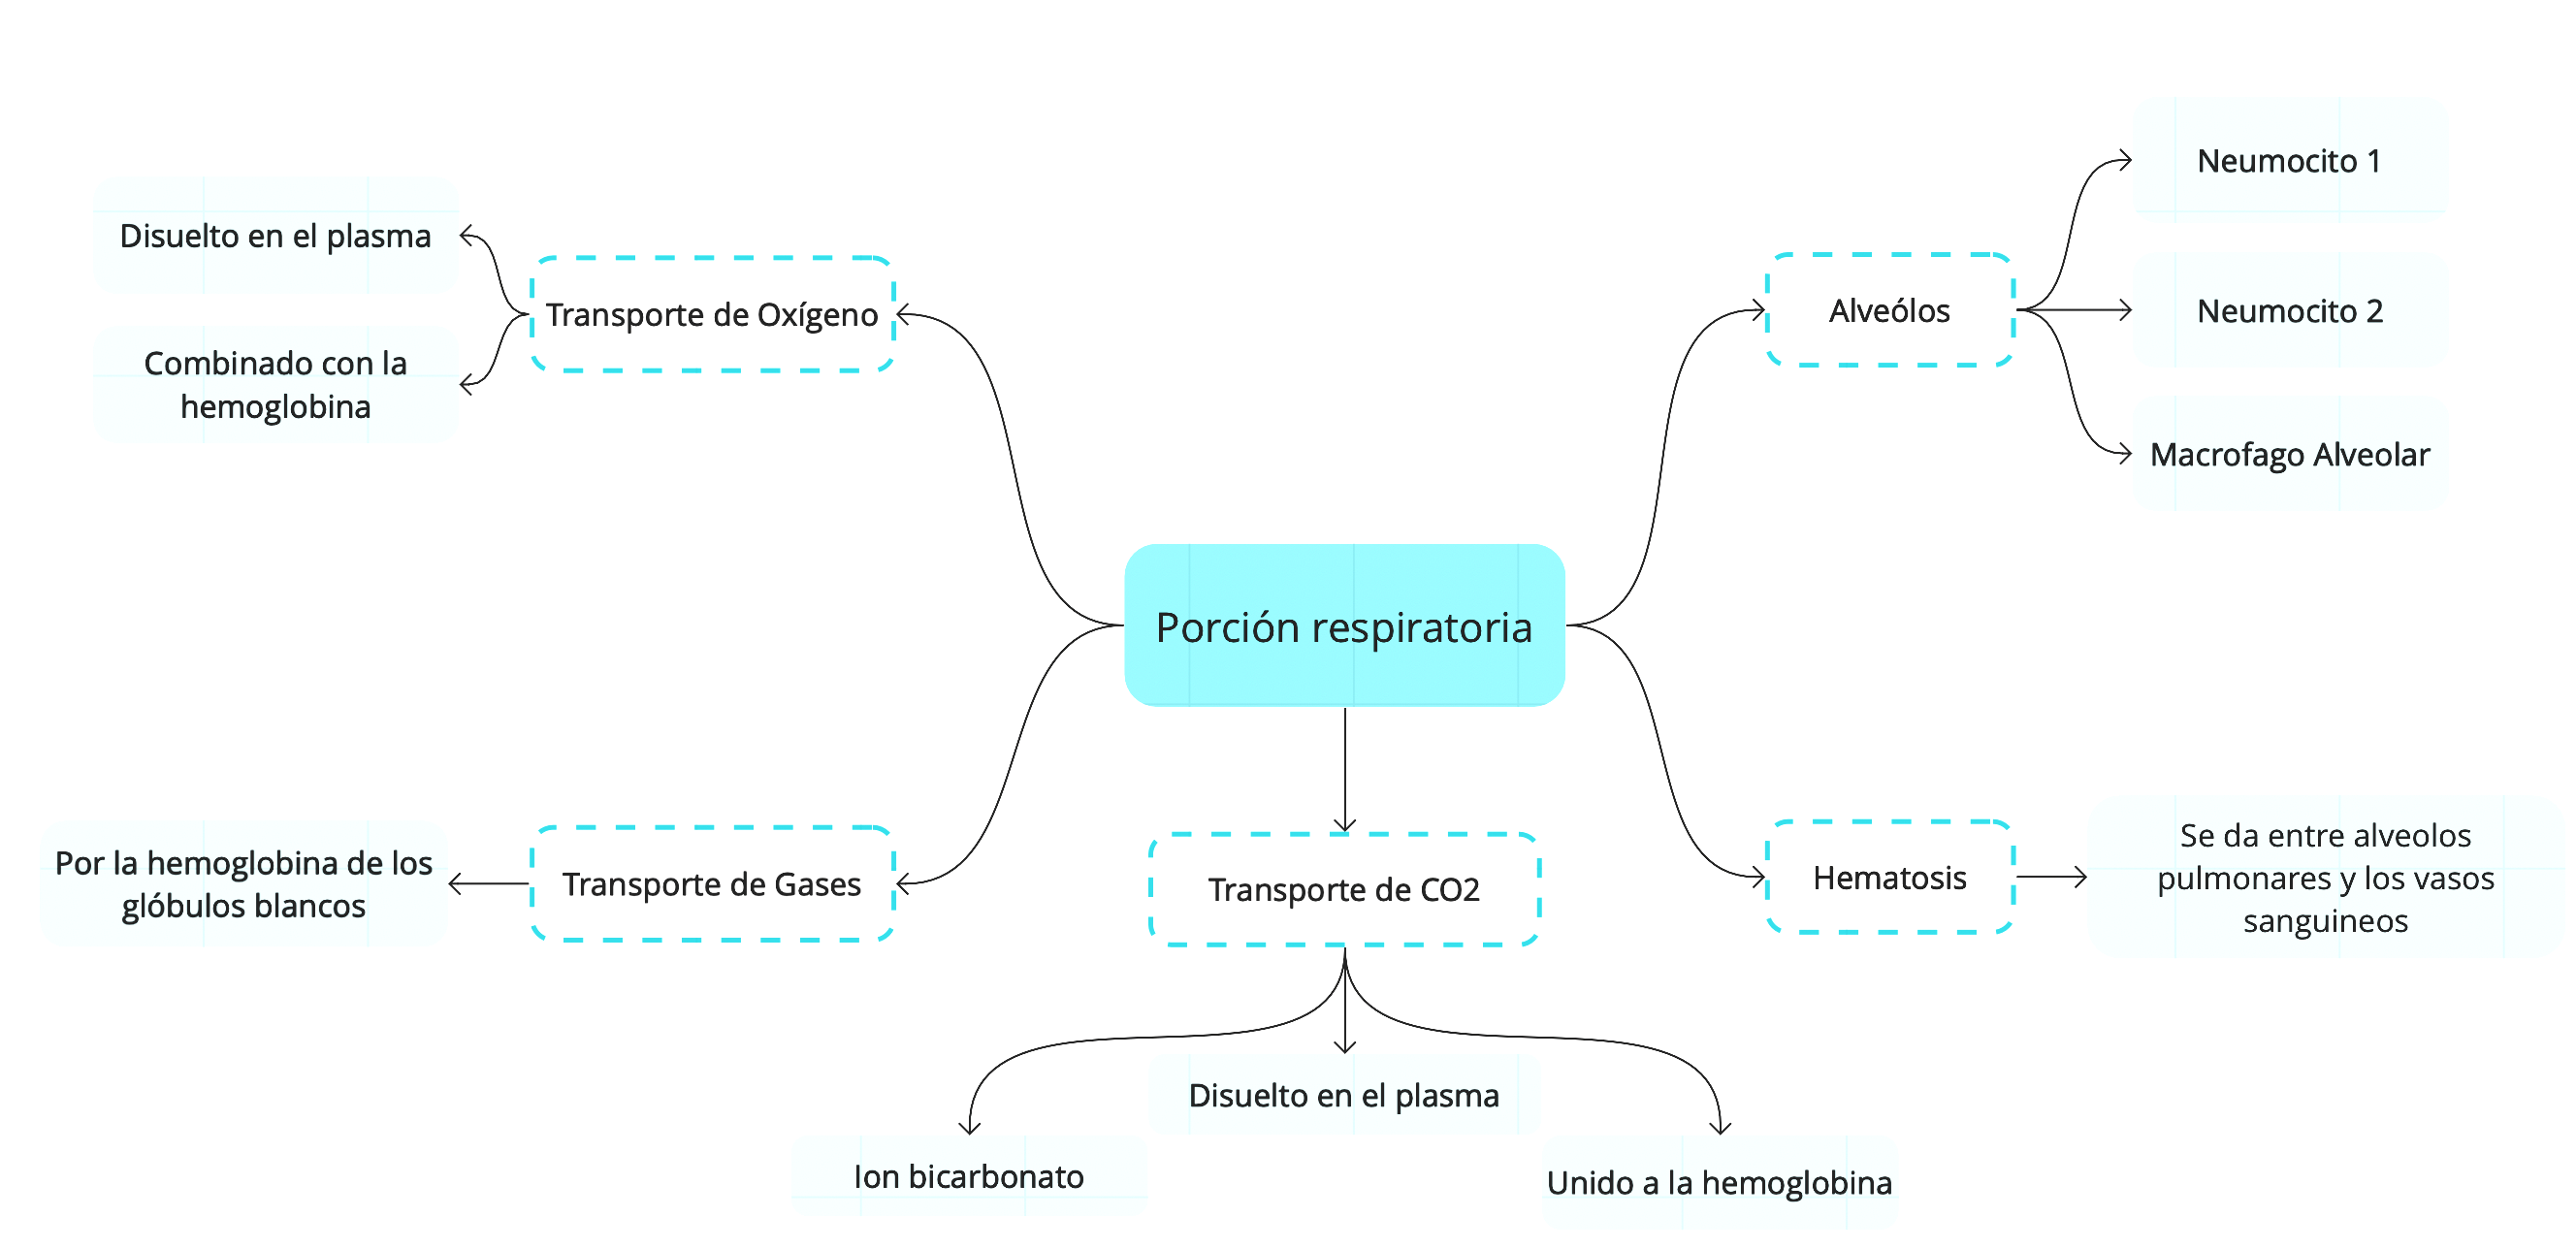 Neumocito 1
Disuelto en el plasma
Transporte de Oxígeno
Alveólos
Neumocito 2
Combinado con la
hemoglobina
Macrofago Alveolar
Porción respiratoria
Por la hemoglobina de los
glóbulos blancos
Transporte de Gases
Transporte de CO2
Hematosis
Se da entre alveolos
pulmonares y los vasos
sanguineos
Disuelto en el plasma
Ion bicarbonato
Unido a la hemoglobina